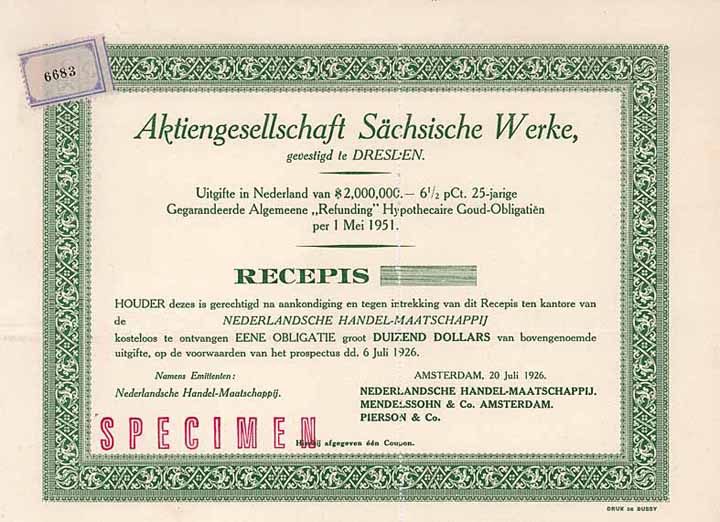 6683
Aktiengesellschaft Sächsische Werke,
gevestigd te DRESDEN.
Uitgifte in Nederland van $ 2,000,000.— 6 1/2 pCt. 25-jarige
Gegarandeerde Algemeene „Refunding” Hypothecaire Goud-Obligatiën
per 1 Mei 1951.
RECEPIS
HOUDER dezes is gerechtigd na aankondiging en tegen intrekking van dit Recepis ten kantore van
de NEDERLANDSCHE HANDEL-MAATSCHAPPIJ
kosteloos te ontvangen EENE OBLIGATIE groot DUIZEND DOLLARS van bovengenoemde
uitgifte, op de voorwaarden van het prospectus dd. 6 Juli 1926.
Namens Emittenten:
Nederlandsche Handel-Maatschappij.
AMSTERDAM, 20 Juli 1926.
NEDERLANDSCHE HANDEL-MAATSCHAPPIJ.
MENDELSSOHN & Co. AMSTERDAM.
PIERSON & Co.
SPECIMEN
Hierbij afgegeven één Coupon.
DRUK DE BUSSY